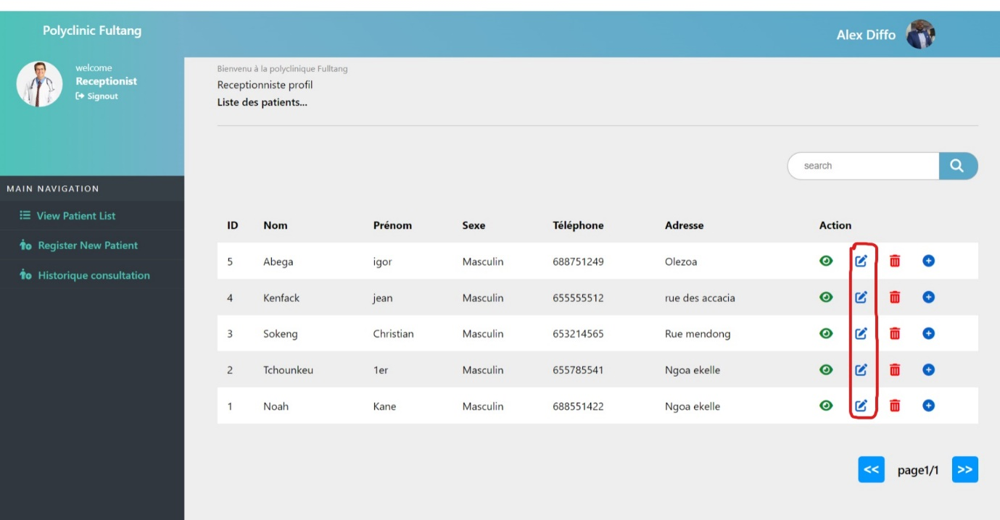 Polyclinic Fultang
Alex Diffo
welcome
Receptionist
Signout
Bienvenu à la polyclinique Fulltang
Receptionniste profil
Liste des patients...
search
MAIN NAVIGATION
View Patient List
Register New Patient
Historique consultation
ID Nom Prénom Sexe Téléphone Adresse Action
5 Abega igor Masculin 688751249 Olezoa
4 Kenfack jean Masculin 655555512 rue des accacia
3 Sokeng Christian Masculin 653214565 Rue mendong
2 Tchounkeu 1er Masculin 655785541 Ngoa ekelle
1 Noah Kane Masculin 688551422 Ngoa ekelle
<< page1/1 >>